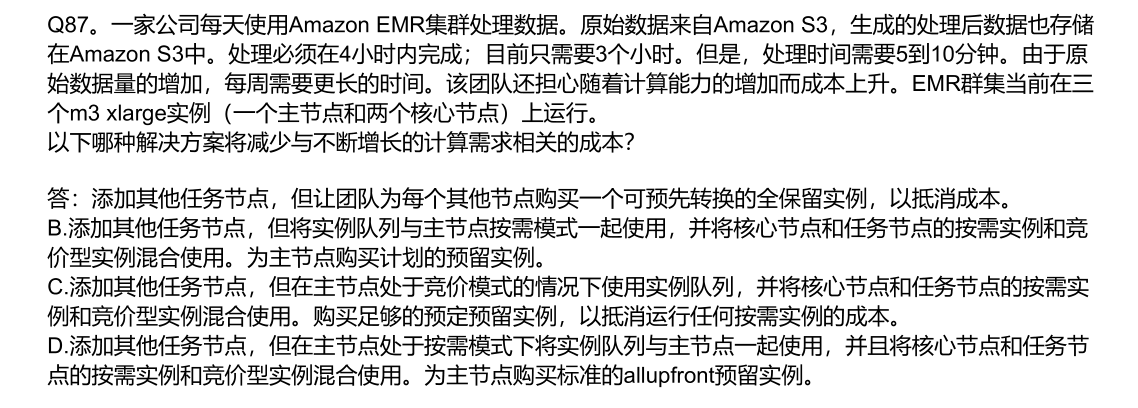 Q87。一家公司每天使用Amazon EMR集群处理数据。原始数据来自Amazon S3，生成的处理后数据也存储
在Amazon S3中。处理必须在4小时内完成；目前只需要3个小时。但是，处理时间需要5到10分钟。由于原
始数据量的增加，每周需要更长的时间。该团队还担心随着计算能力的增加而成本上升。EMR群集当前在三
个m3 xlarge实例（一个主节点和两个核心节点）上运行。
以下哪种解决方案将减少与不断增长的计算需求相关的成本？
答：添加其他任务节点，但让团队为每个其他节点购买一个可预先转换的全保留实例，以抵消成本。
B.添加其他任务节点，但将实例队列与主节点按需模式一起使用，并将核心节点和任务节点的按需实例和竞
价型实例混合使用。为主节点购买计划的预留实例。
C.添加其他任务节点，但在主节点处于竞价模式的情况下使用实例队列，并将核心节点和任务节点的按需实
例和竞价型实例混合使用。购买足够的预定预留实例，以抵消运行任何按需实例的成本。
D.添加其他任务节点，但在主节点处于按需模式下将实例队列与主节点一起使用，并且将核心节点和任务节
点的按需实例和竞价型实例混合使用。为主节点购买标准的allupfront预留实例。